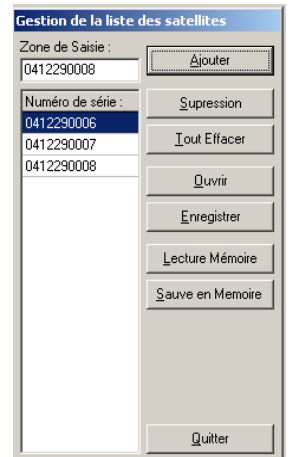 Gestion de la liste des satellites
Zone de Saisie :
0412290008
Ajouter
Numéro de série :
0412290006
0412290007
0412290008
Supression
Tout Effacer
Ouvrir
Enregistrer
Lecture Mémoire
Sauve en Memoire
Quitter